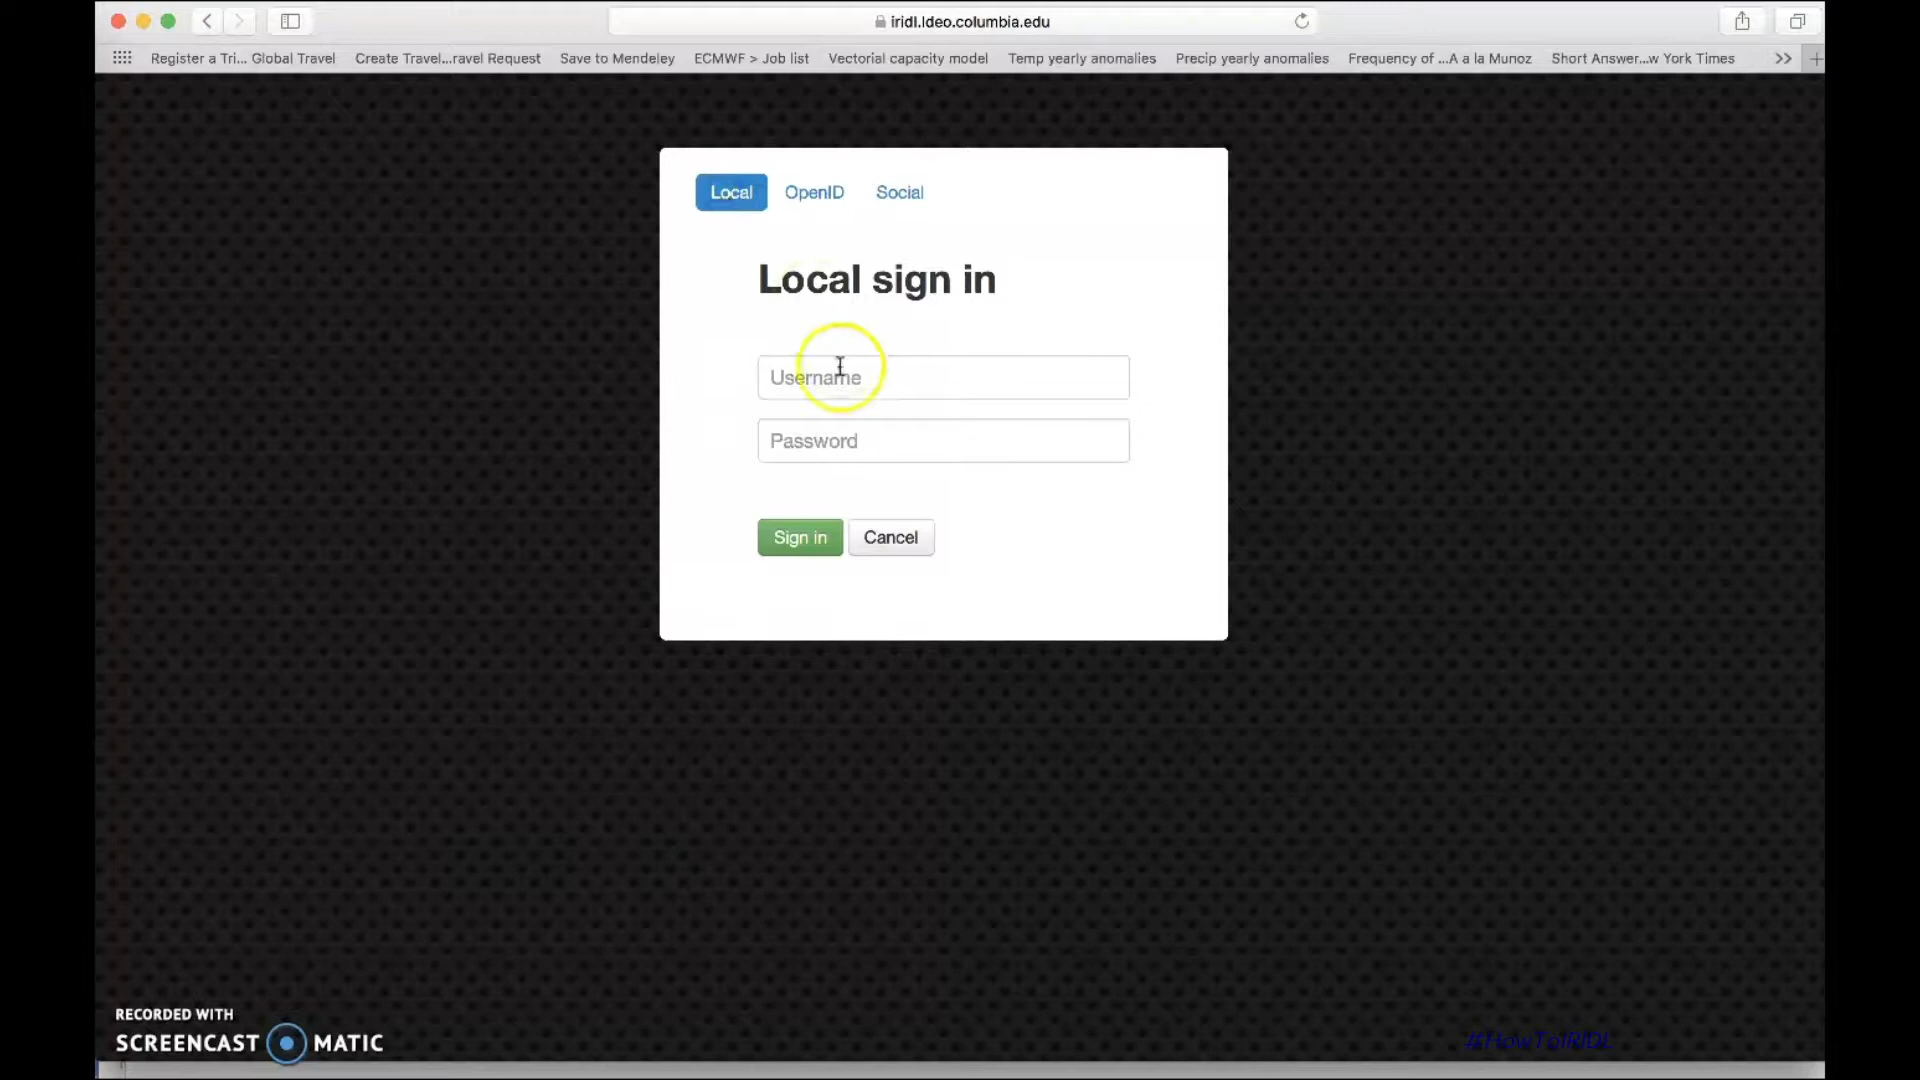 iridl.ldeo.columbia.edu
Register a Tri... Global Travel Create Travel...ravel Request Save to Mendeley ECMWF > Job list Vectorial capacity model Temp yearly anomalies Precip yearly anomalies Frequency of ...A a la Munoz Short Answer...w York Times >>
Local OpenID Social
Local sign in
Username
Password
Sign in Cancel
RECORDED WITH
SCREENCAST MATIC
#HowToIRIDL